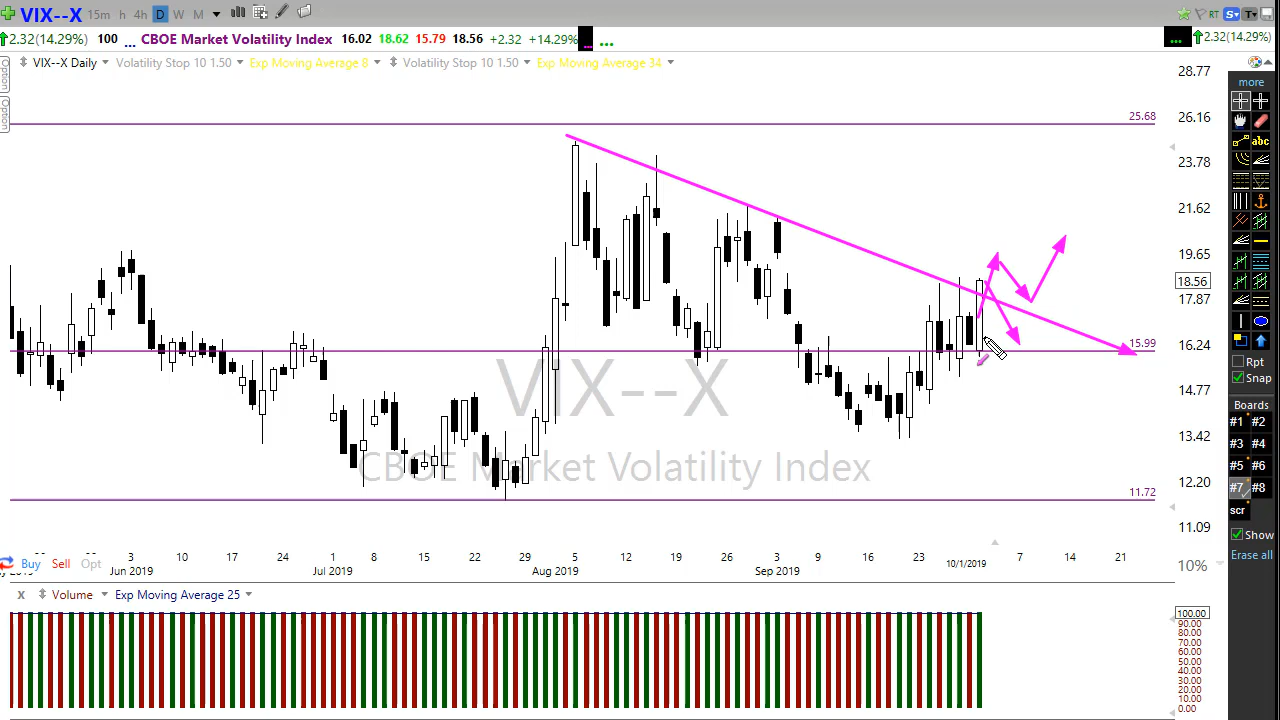 VIX--X 15m h 4h D W M RT S T
2.32(14.29%) 100 ... CBOE Market Volatility Index 16.02 18.62 15.79 18.56 +2.32 +14.29% ... ... ... 2.32(14.29%)
Option
Option
VIX--X Daily Volatility Stop 10 1.50 Exp Moving Average 8 Volatility Stop 10 1.50 Exp Moving Average 34
28.77
26.16
23.78
21.62
19.65
18.56
17.87
16.24
14.77
13.42
12.20
11.09
10%
25.68
15.99
11.72
VIX--X
CBOE Market Volatility Index
3 10 17 24 1 8 15 22 29 5 12 19 26 3 9 16 23 7 14 21
Jun 2019 Jul 2019 Aug 2019 Sep 2019 10/1/2019
Buy Sell Opt
X Volume Exp Moving Average 25
100.00
90.00
80.00
70.00
60.00
50.00
40.00
30.00
20.00
10.00
0.00
more
abc
Rpt
Snap
Boards
#1 #2
#3 #4
#5 #6
#7 #8
scr
Show
Erase all